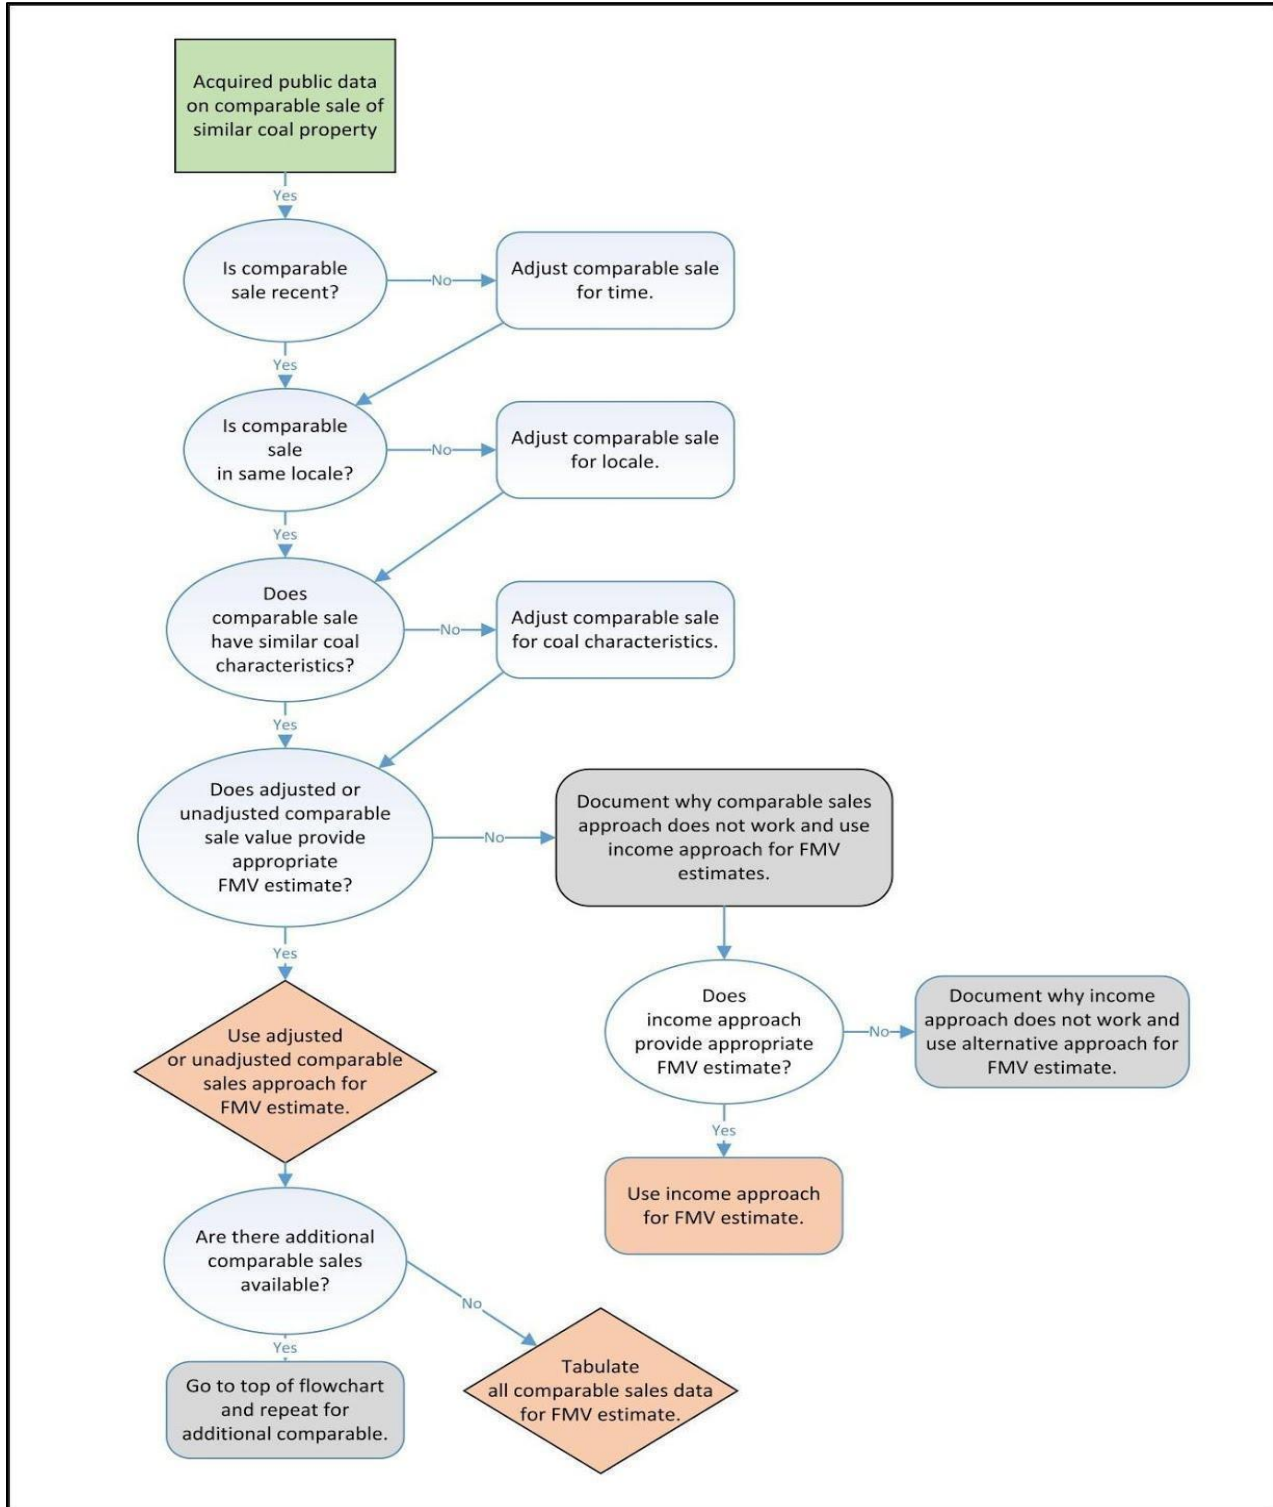 Acquired public data
on comparable sale of
similar coal property
Yes
Is comparable
sale recent?
No
Adjust comparable sale
for time.
Yes
Is comparable
sale
in same locale?
No
Adjust comparable sale
for locale.
Yes
Does
comparable sale
have similar coal
characteristics?
No
Adjust comparable sale
for coal characteristics.
Yes
Does adjusted or
unadjusted comparable
sale value provide
appropriate
FMV estimate?
No
Document why comparable sales
approach does not work and use
income approach for FMV
estimates.
Yes
Does
income approach
provide appropriate
FMV estimate?
No
Document why income
approach does not work and
use alternative approach for
FMV estimate.
Use adjusted
or unadjusted comparable
sales approach for
FMV estimate.
Yes
Use income approach
for FMV estimate.
Are there additional
comparable sales
available?
No
Yes
Go to top of flowchart
and repeat for
additional comparable.
Tabulate
all comparable sales data
for FMV estimate.